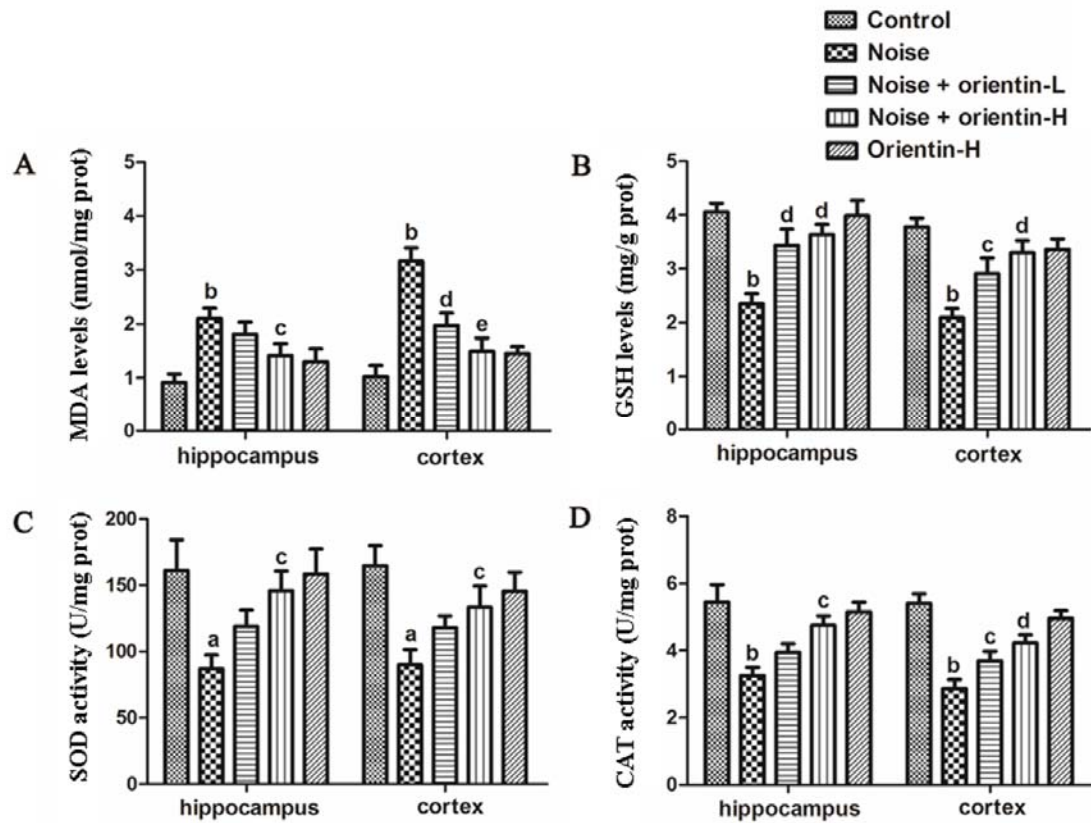 Control
Noise
Noise + orientin-L
Noise + orientin-H
Orientin-H
A
MDA levels (nmol/mg prot)
5
4
3
2
1
0
b
c
b
d
e
hippocampus
cortex
B
GSH levels (mg/g prot)
5
4
3
2
1
0
b
d
d
b
c
d
hippocampus
cortex
C
SOD activity (U/mg prot)
200
150
100
50
0
a
c
a
c
hippocampus
cortex
D
CAT activity (U/mg prot)
8
6
4
2
0
b
c
b
c
d
hippocampus
cortex